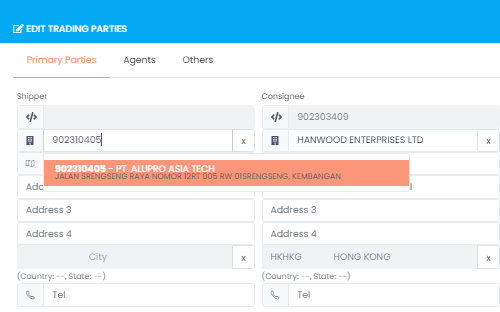 EDIT TRADING PARTIES
Primary Parties Agents Others
Shipper Consignee
902303409
902310405 x HANWOOD ENTERPRISES LTD x
902310405 - PT. ALUPRO ASIA TECH
JALAN SRENGSENG RAYA NOMOR 12RT 005 RW 01SRENGSENG, KEMBANGAN
Address 3 Address 3
Address 4 Address 4
City x HKHKG HONG KONG x
(Country: --, State: --) (Country: --, State: --)
Tel Tel